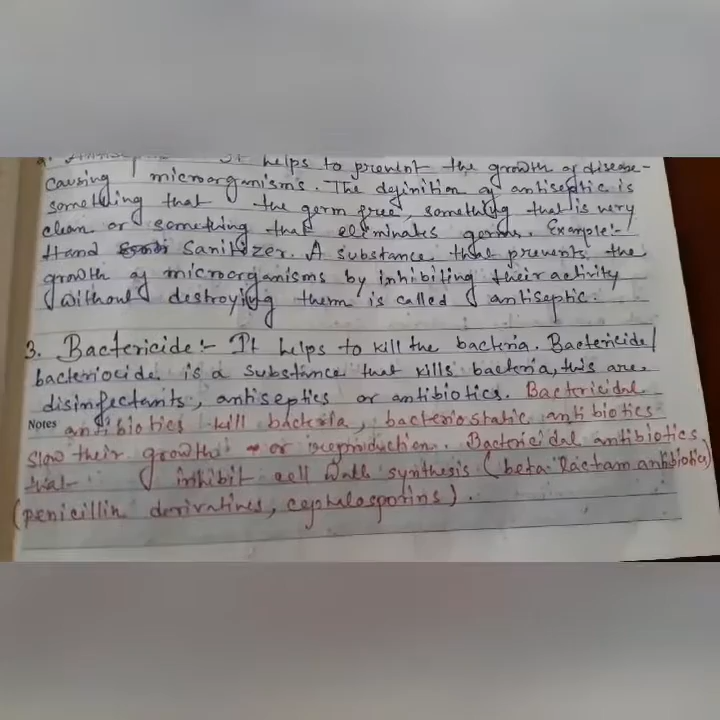 It helps to prevent the growth of disease-
causing microorganisms. The definition of antiseptic is
something that the germ free, something that is very
clean or something that eliminates germs. Example:-
Hand Sanitizer. A substance that prevents the
growth of microorganisms by inhibiting their activity
without destroying them is called antiseptic.
3. Bactericide:- It helps to kill the bacteria. Bactericide/
bacteriocide is a substance that kills bacteria, this are
disinfectants, antiseptics or antibiotics. Bactericidal
Notes antibiotics kill bacteria, bacteriostatic antibiotics
slow their growth or reproduction. Bactericidal antibiotics
that inhibit cell wall synthesis (beta lactam antibiotics)
(penicillin derivatives, cephalosporins).